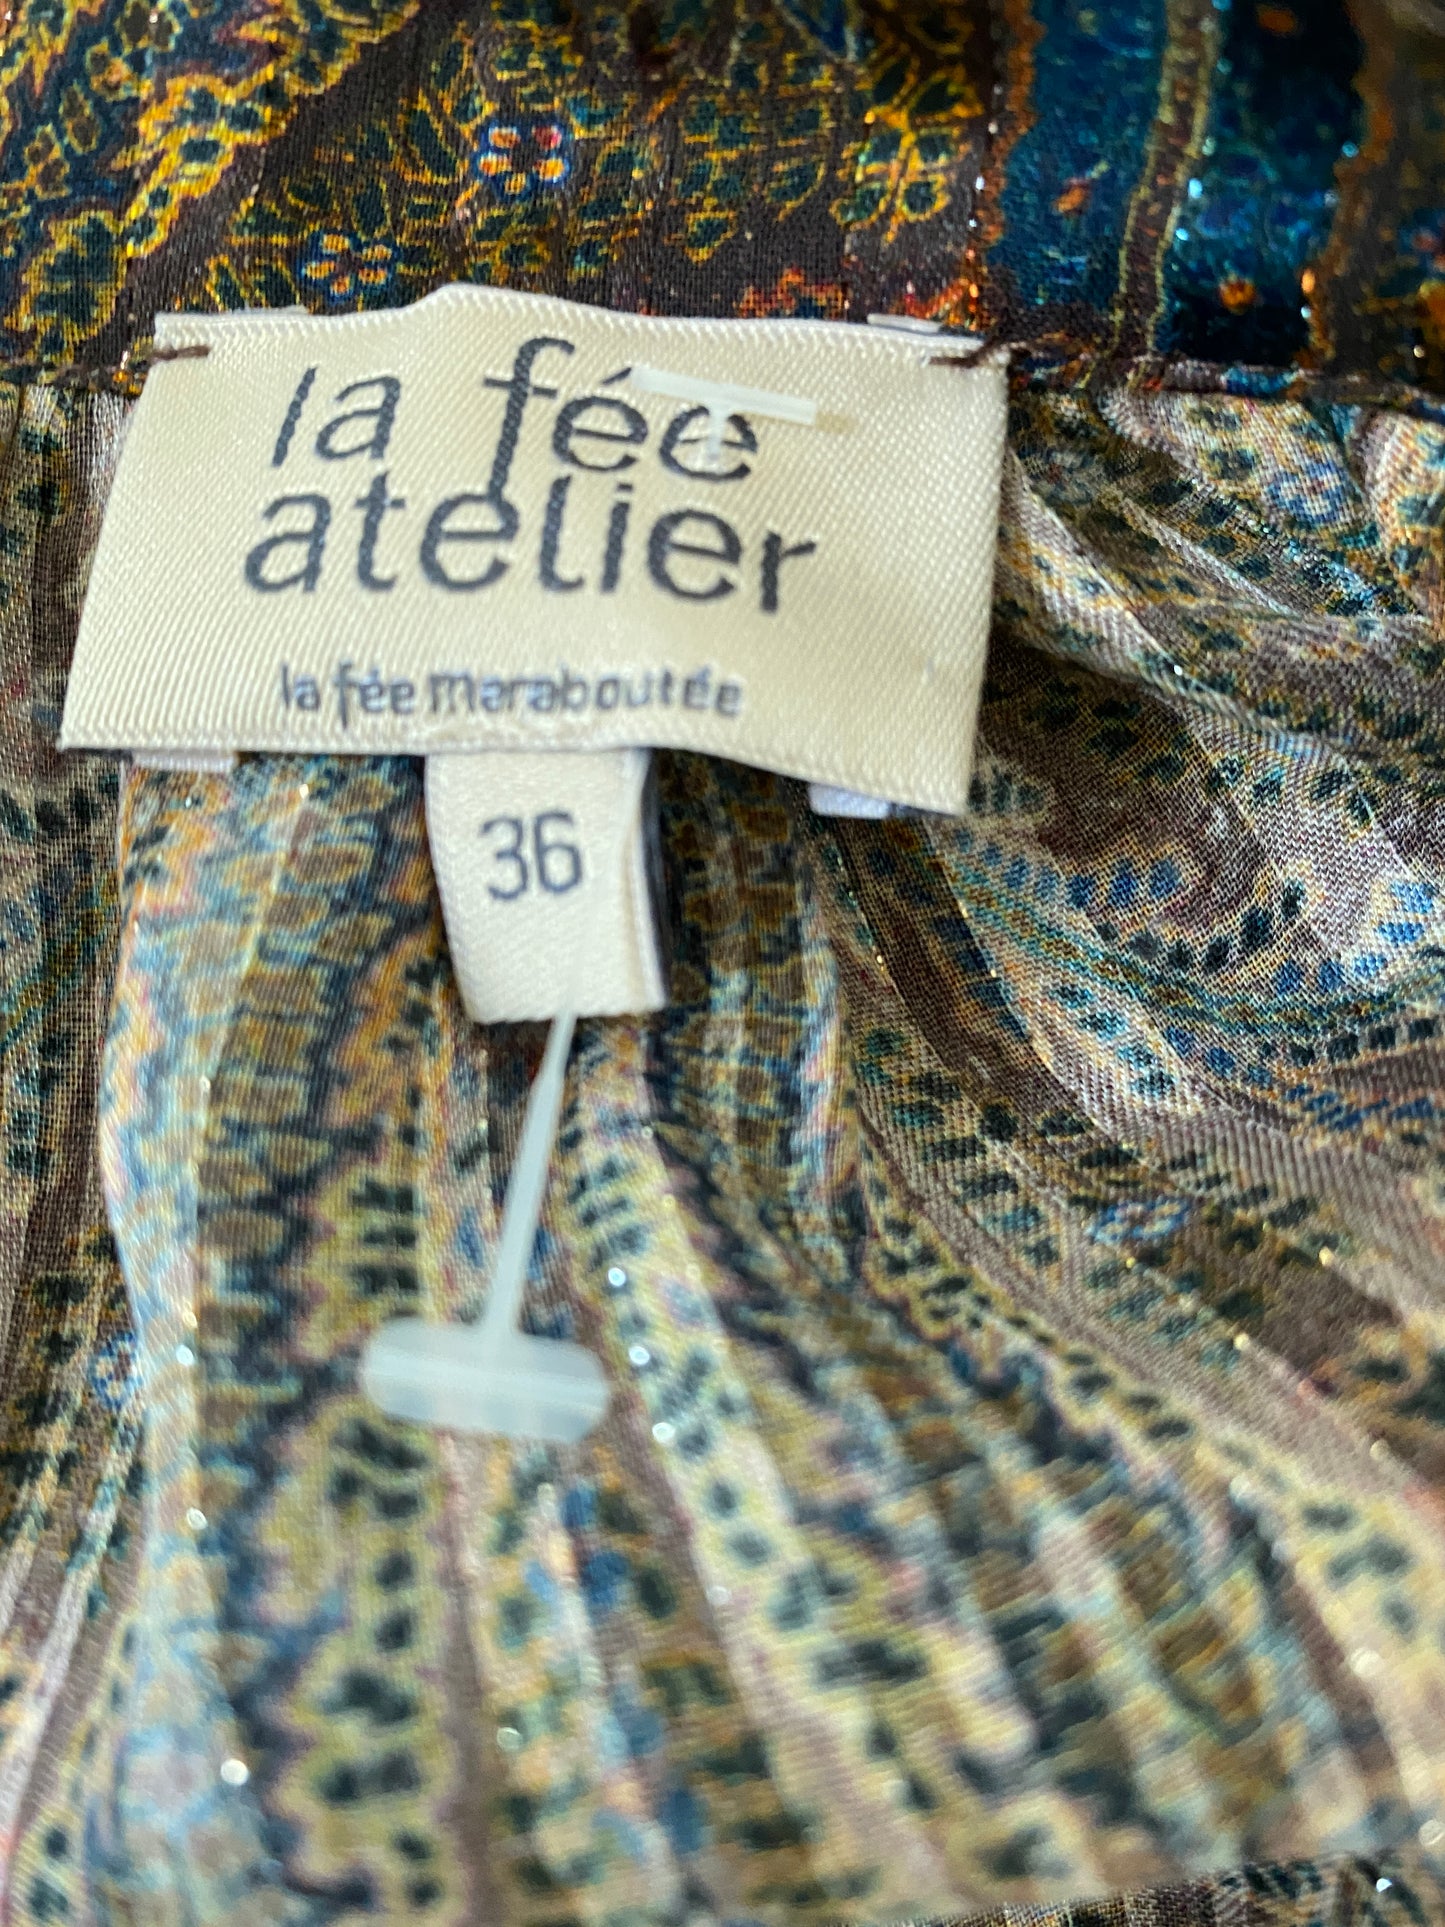 la fée
atelier
la fée maraboutée
36